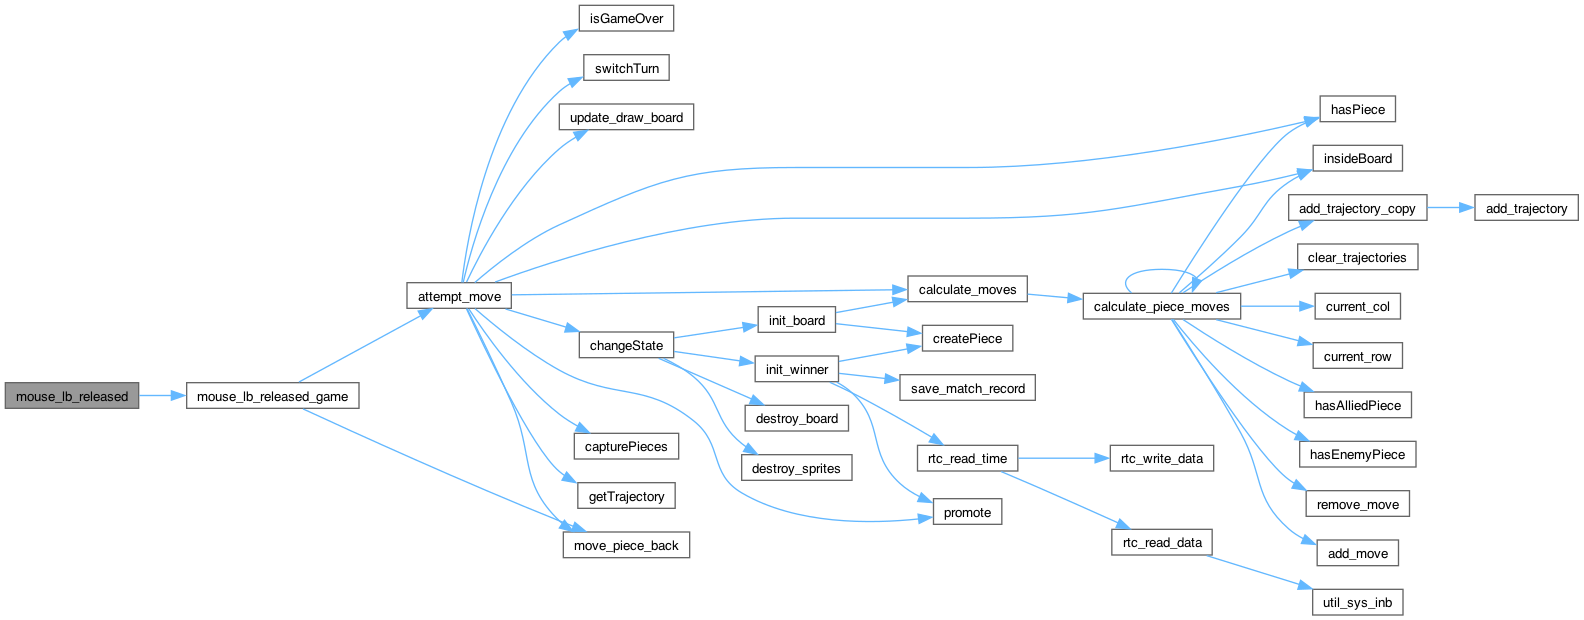 mouse_lb_released
mouse_lb_released_game
attempt_move
isGameOver
switchTurn
update_draw_board
changeState
capturePieces
getTrajectory
move_piece_back
init_board
init_winner
destroy_board
destroy_sprites
calculate_moves
createPiece
save_match_record
rtc_read_time
promote
calculate_piece_moves
rtc_write_data
rtc_read_data
hasPiece
insideBoard
add_trajectory_copy
clear_trajectories
current_col
current_row
hasAlliedPiece
hasEnemyPiece
remove_move
add_move
util_sys_inb
add_trajectory